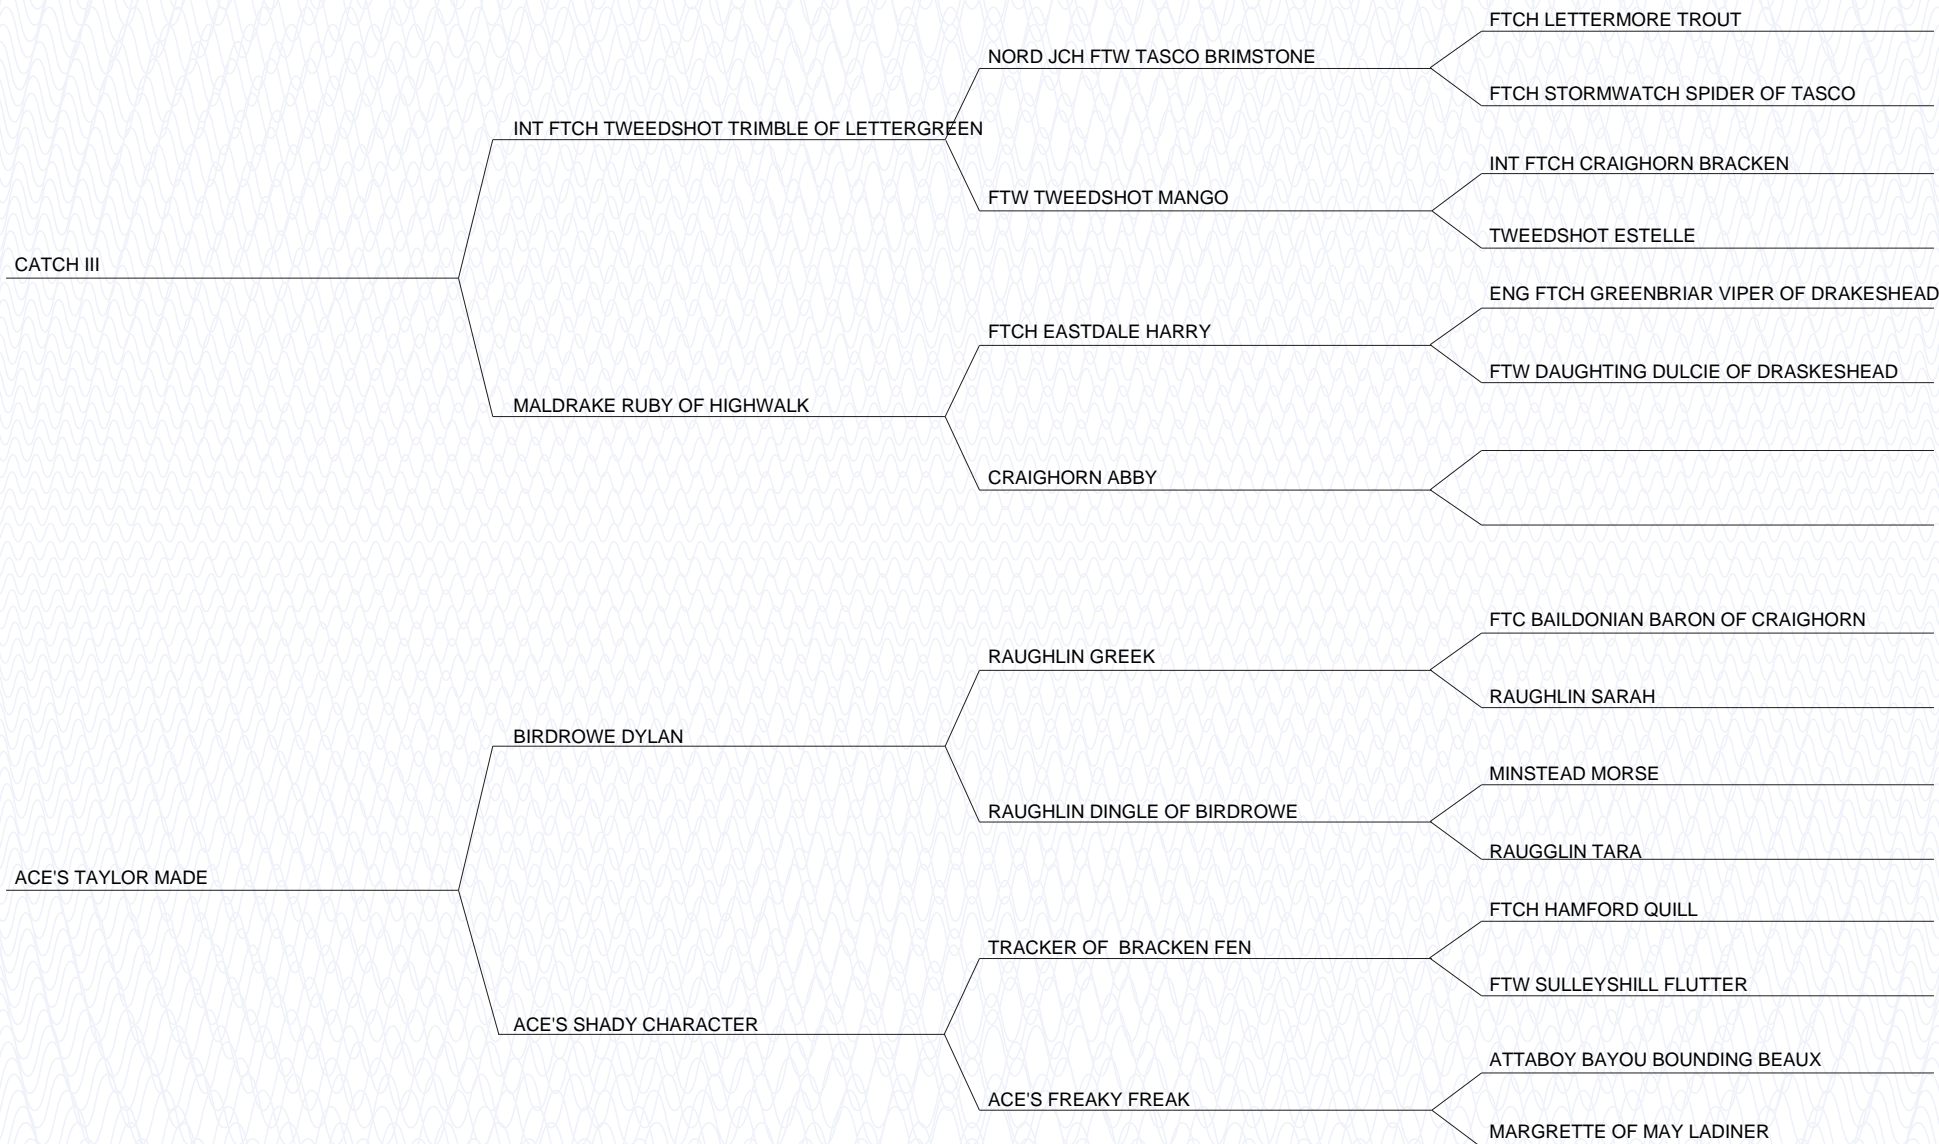 FTCH LETTERMORE TROUT
NORD JCH FTW TASCO BRIMSTONE
FTCH STORMWATCH SPIDER OF TASCO
INT FTCH TWEEDSHOT TRIMBLE OF LETTERGREEN
INT FTCH CRAIGHORN BRACKEN
FTW TWEEDSHOT MANGO
TWEEDSHOT ESTELLE
CATCH III
ENG FTCH GREENBRIAR VIPER OF DRAKESHEAD
FTCH EASTDALE HARRY
FTW DAUGHTING DULCIE OF DRASKESHEAD
MALDRAKE RUBY OF HIGHWALK
CRAIGHORN ABBY
FTC BAILDONIAN BARON OF CRAIGHORN
RAUGHLIN GREEK
RAUGHLIN SARAH
BIRDROWE DYLAN
MINSTEAD MORSE
RAUGHLIN DINGLE OF BIRDROWE
RAUGGLIN TARA
ACE'S TAYLOR MADE
FTCH HAMFORD QUILL
TRACKER OF  BRACKEN FEN
FTW SULLEYSHILL FLUTTER
ACE'S SHADY CHARACTER
ATTABOY BAYOU BOUNDING BEAUX
ACE'S FREAKY FREAK
MARGRETTE OF MAY LADINER